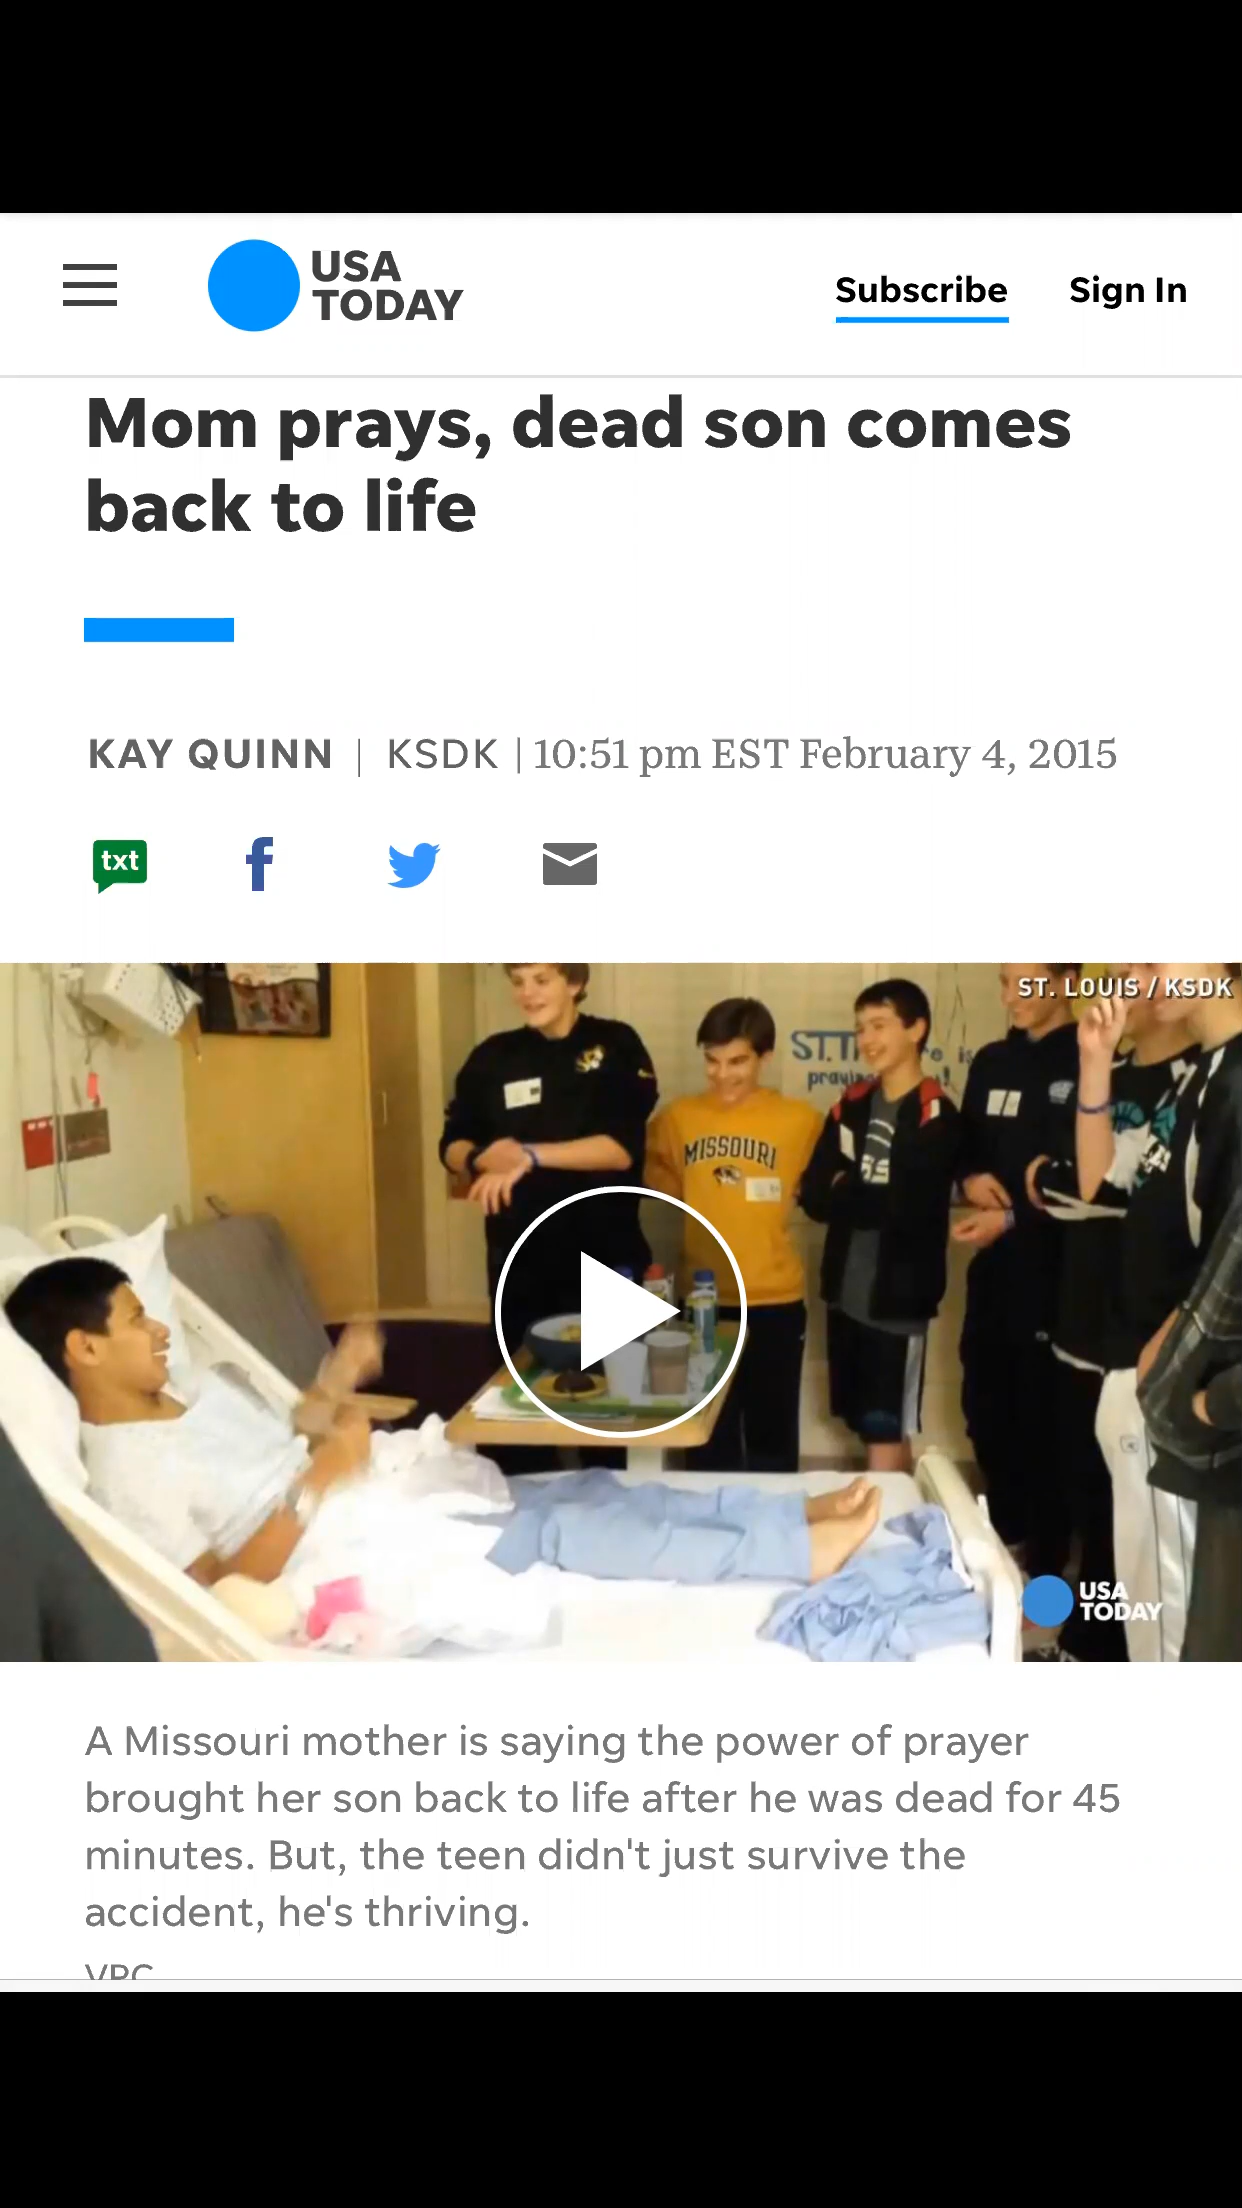 USA
TODAY
Subscribe
Sign In
Mom prays, dead son comes
back to life
KAY QUINN | KSDK | 10:51 pm EST February 4, 2015
txt
ST. LOUIS / KSDK
MISSOURI
USA
TODAY
A Missouri mother is saying the power of prayer
brought her son back to life after he was dead for 45
minutes. But, the teen didn't just survive the
accident, he's thriving.
VPC